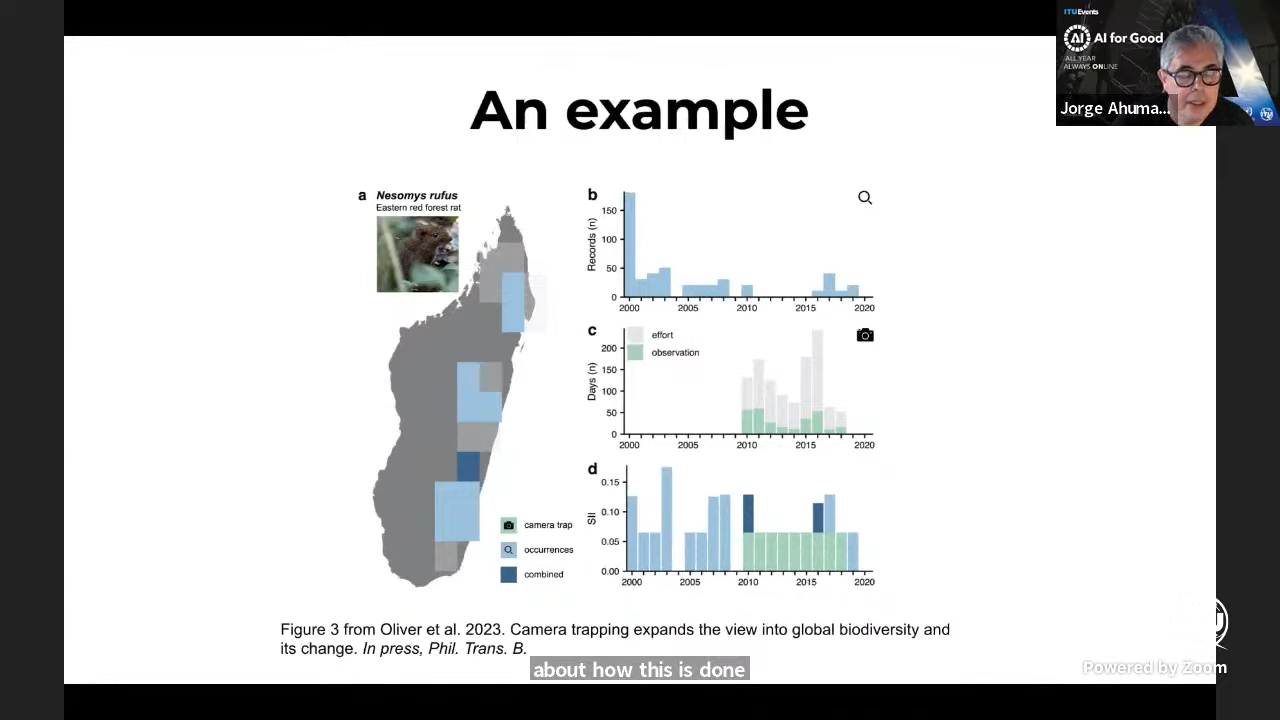 ITUEvents
AI
AI for Good
ALL YEAR
ALWAYS ONLINE
Jorge Ahuma...
An example
a Nesomys rufus
Eastern red forest rat
camera trap
occurrences
combined
b
Records (n)
150
100
50
0
2000 2005 2010 2015 2020
c
effort
observation
Days (n)
200
150
100
50
0
2000 2005 2010 2015 2020
d
SII
0.15
0.10
0.05
0.00
2000 2005 2010 2015 2020
Figure 3 from Oliver et al. 2023. Camera trapping expands the view into global biodiversity and
its change. In press, Phil. Trans. B.
about how this is done
Powered by Zoom